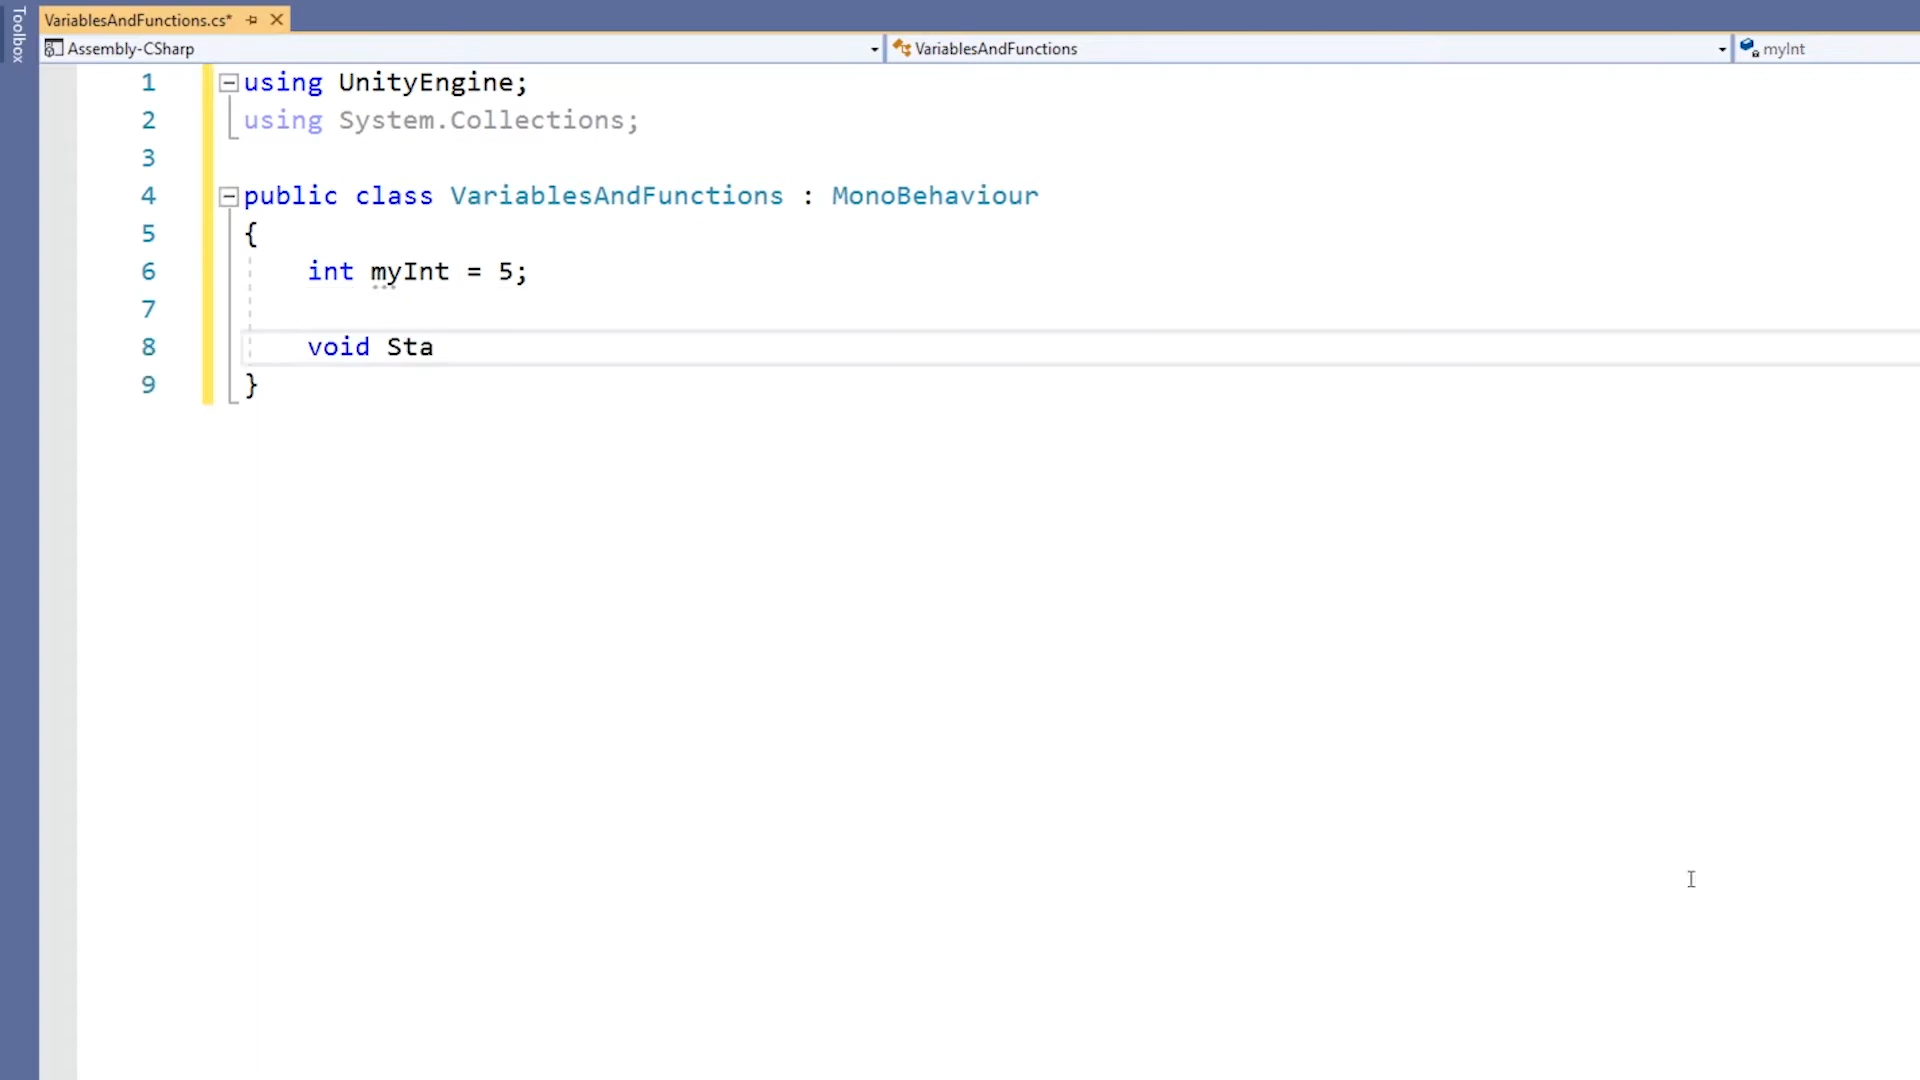 Toolbox
VariablesAndFunctions.cs*
Assembly-CSharp
VariablesAndFunctions
myInt
1 using UnityEngine;
2 using System.Collections;
3
4 public class VariablesAndFunctions : MonoBehaviour
5 {
6 int myInt = 5;
7
8 void Sta
9 }